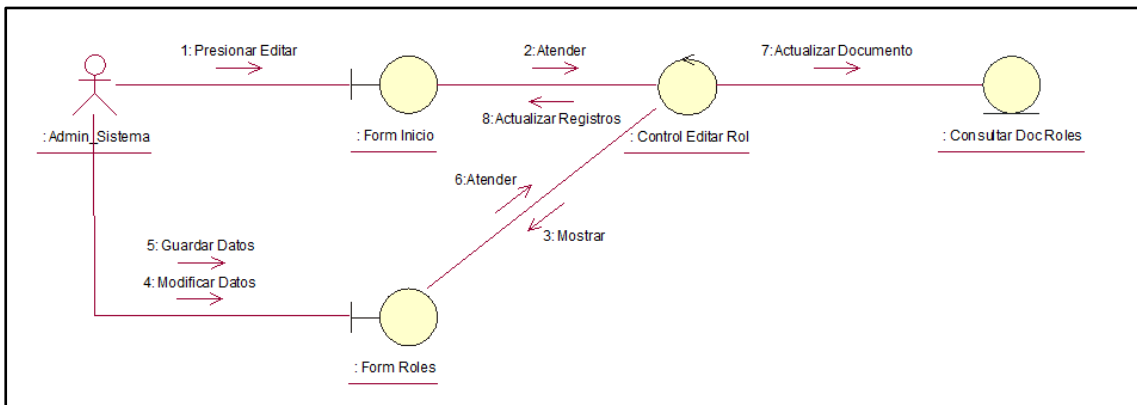 1: Presionar Editar
2: Atender
7: Actualizar Documento
8: Actualizar Registros
: Admin_Sistema
: Form Inicio
: Control Editar Rol
: Consultar Doc Roles
6: Atender
3: Mostrar
5: Guardar Datos
4: Modificar Datos
: Form Roles